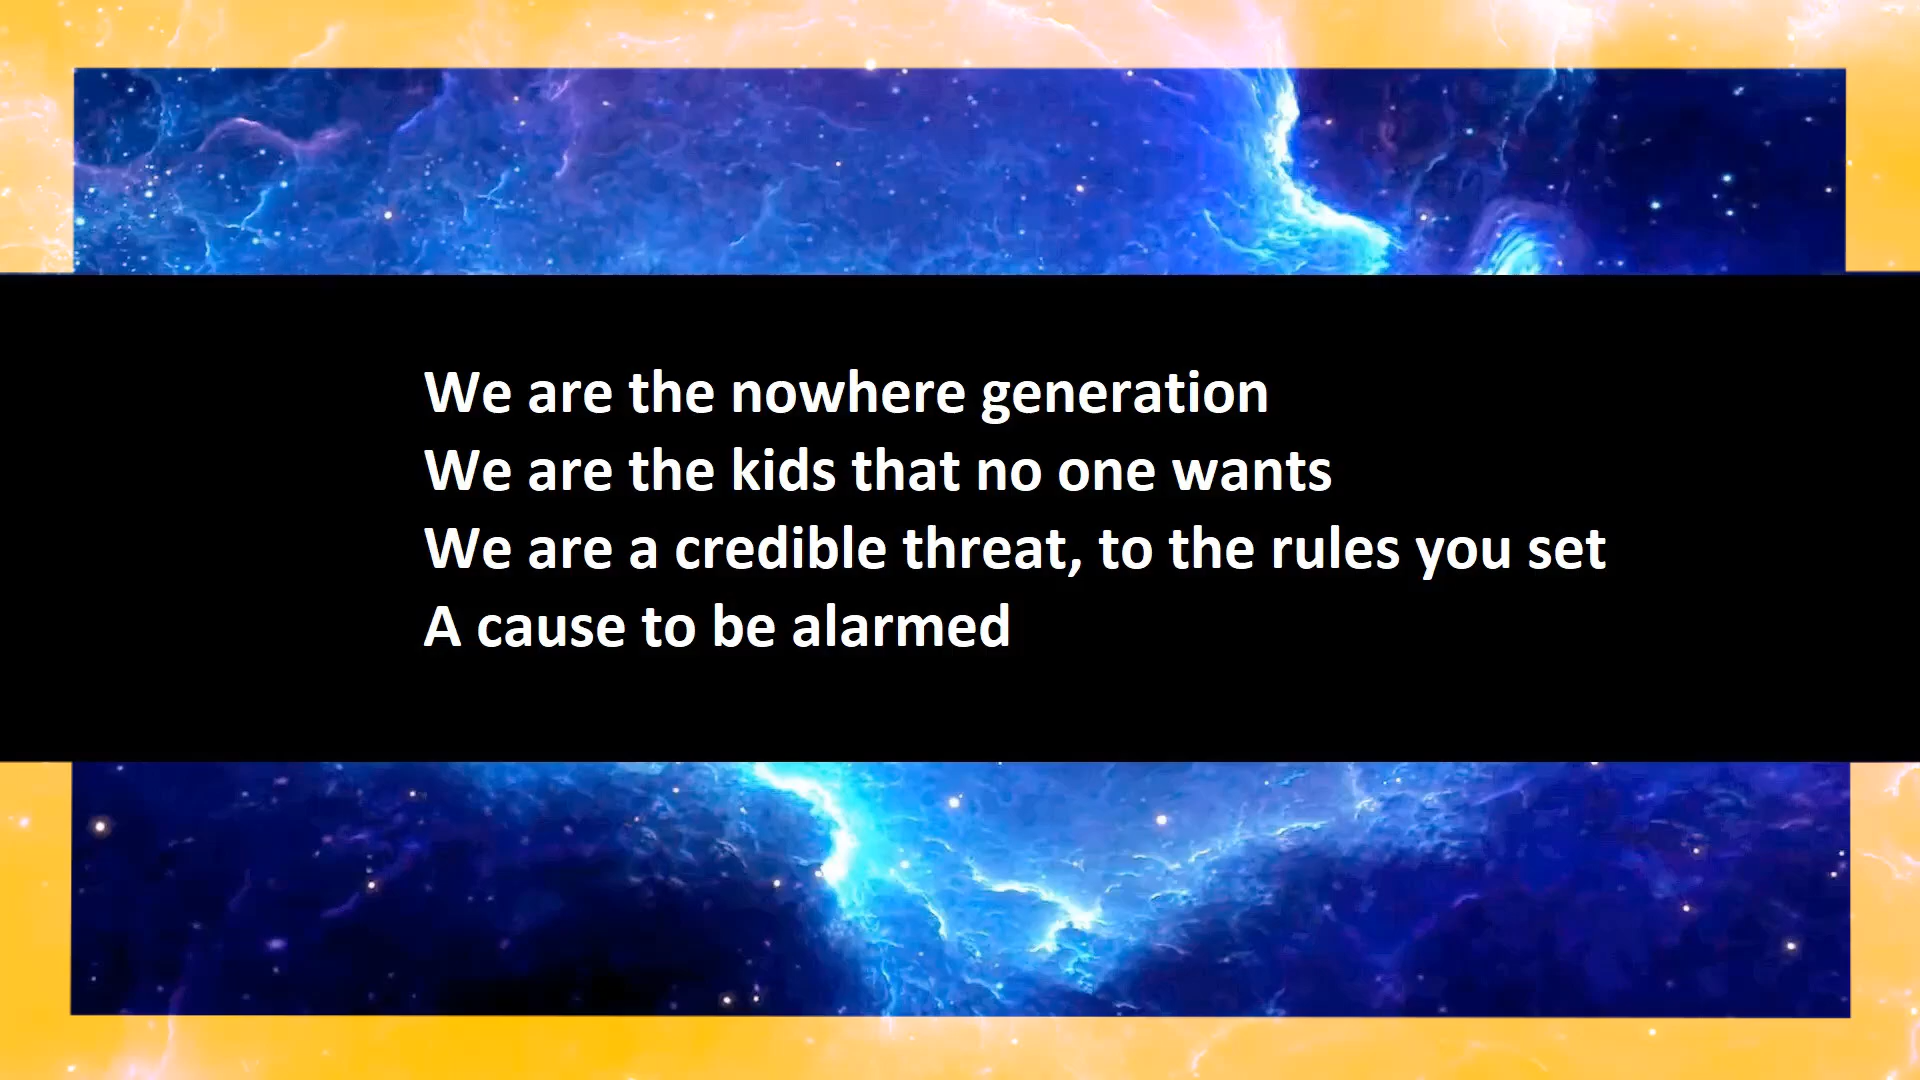 We are the nowhere generation
We are the kids that no one wants
We are a credible threat, to the rules you set
A cause to be alarmed